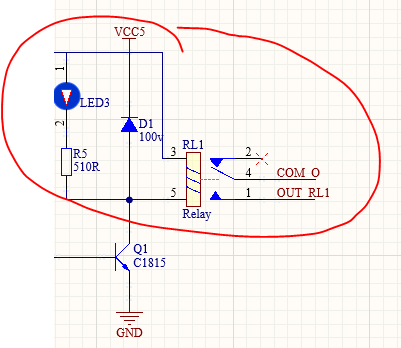 VCC5
1
LED3
2
D1
100v
R5
510R
RL1
3
2
4
COM_O
5
1
OUT_RL1
Relay
Q1
C1815
GND